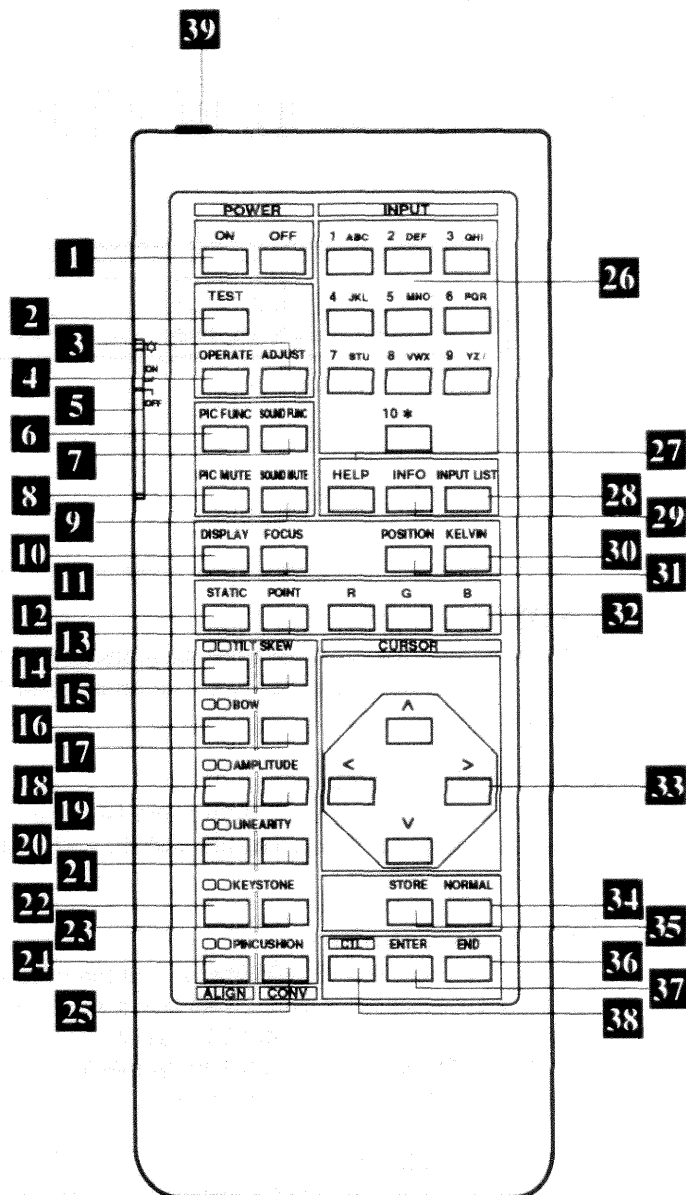 39
POWER INPUT
ON OFF 1 ABC 2 DEF 3 GHI
1
26
TEST 4 JKL 5 MNO 6 PQR
2
3
OPERATE ADJUST 7 STU 8 VWX 9 YZ/
ON
4
5
OFF
PIC FUNC SOUND FUNC 10 *
6
27
7
PIC MUTE SOUND MUTE HELP INFO INPUT LIST
8
28
9
29
DISPLAY FOCUS POSITION KELVIN
10
30
11
31
STATIC POINT R G B
12
32
13
TILT SKEW CURSOR
14
15
BOW ^
16
17
AMPLITUDE < >
18
33
19
LINEARITY V
20
21
KEYSTONE STORE NORMAL
22
34
23
35
PINCUSHION CTL ENTER END
24
36
37
ALIGN CONV
25
38